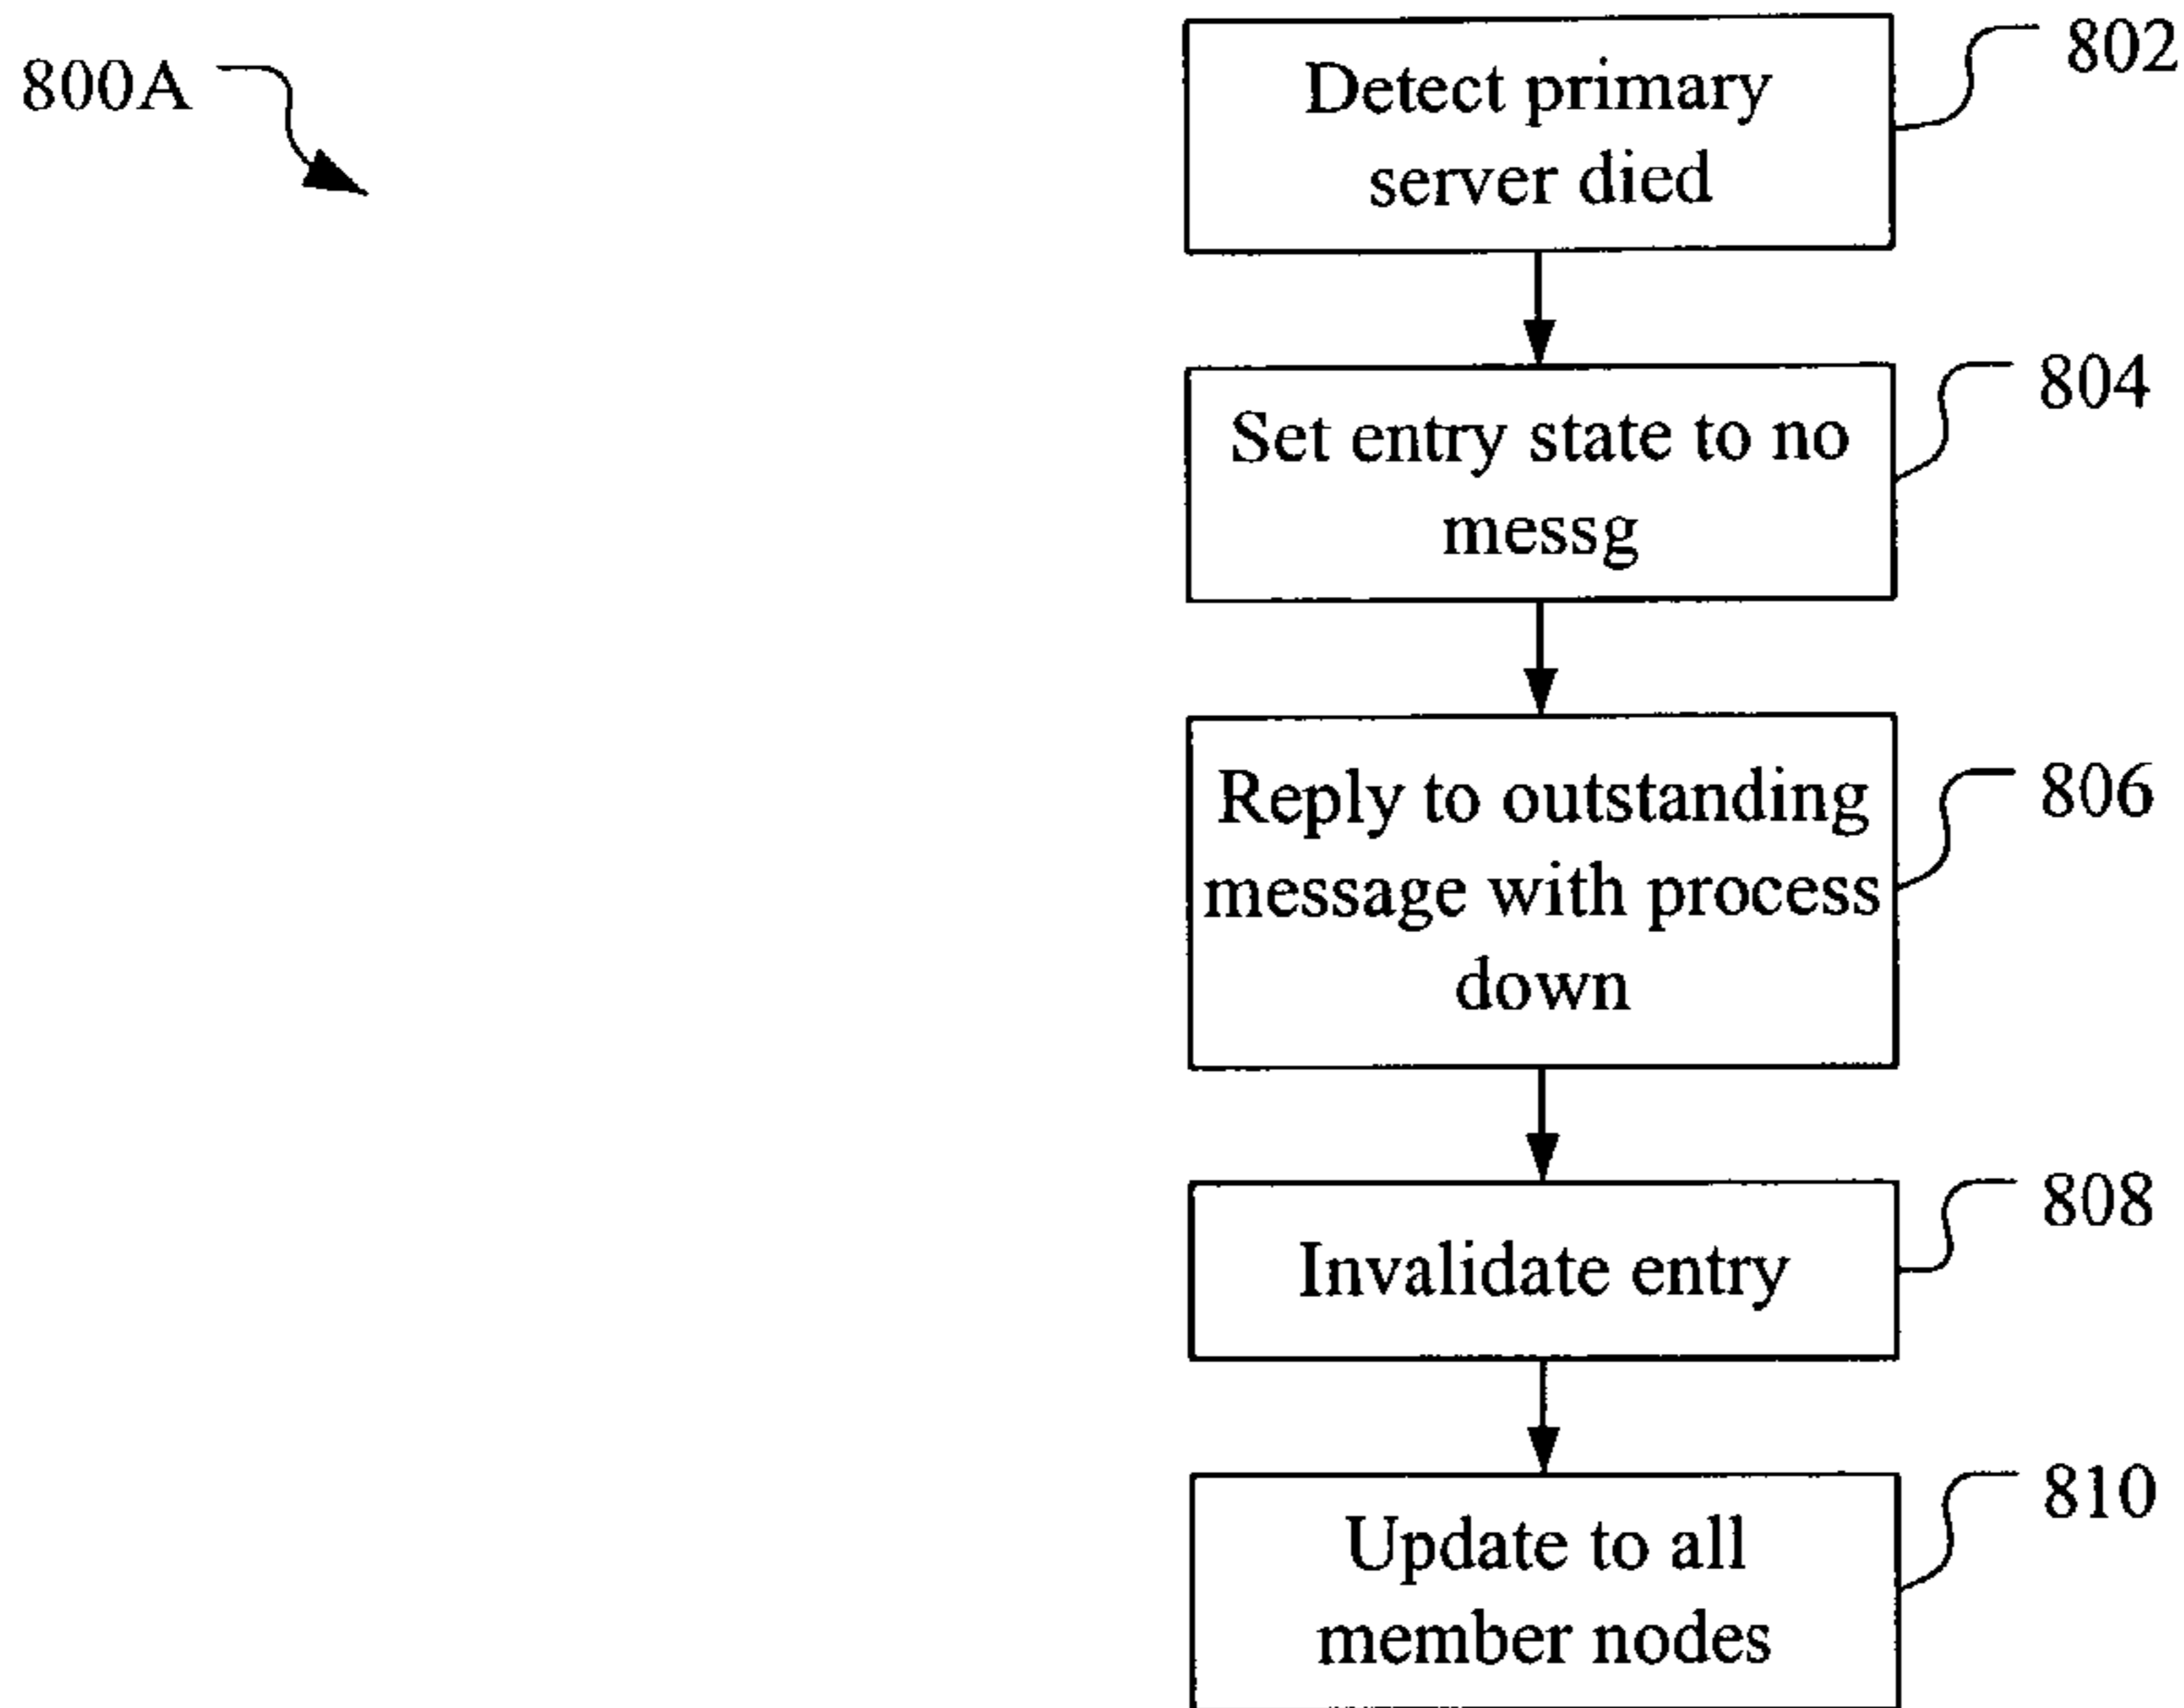 800A
802
Detect primary
server died
804
Set entry state to no
messg
806
Reply to outstanding
message with process
down
808
Invalidate entry
810
Update to all
member nodes